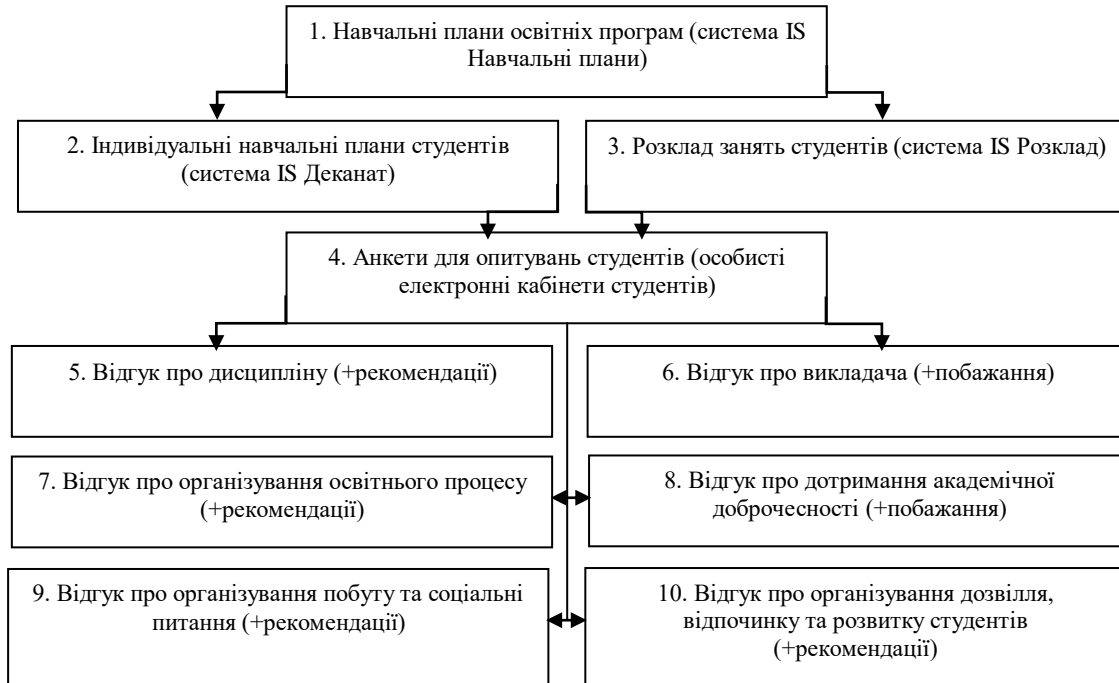 1. Навчальні плани освітніх програм (система IS
Навчальні плани)
2. Індивідуальні навчальні плани студентів
(система IS Деканат)
3. Розклад занять студентів (система IS Розклад)
4. Анкети для опитувань студентів (особисті
електронні кабінети студентів)
5. Відгук про дисципліну (+рекомендації)
6. Відгук про викладача (+побажання)
7. Відгук про організування освітнього процесу
(+рекомендації)
8. Відгук про дотримання академічної
доброчесності (+побажання)
9. Відгук про організування побуту та соціальні
питання (+рекомендації)
10. Відгук про організування дозвілля,
відпочинку та розвитку студентів
(+рекомендації)